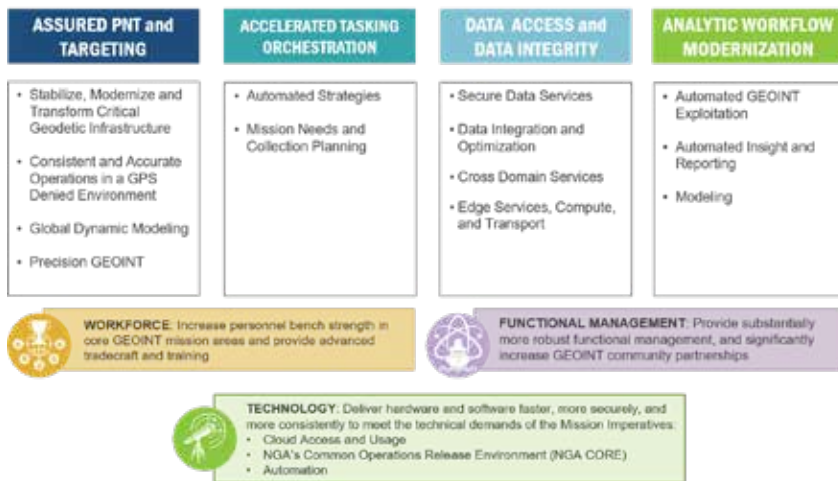 ASSURED PNT and
TARGETING
• Stabilize, Modernize and
Transform Critical
Geodetic Infrastructure
• Consistent and Accurate
Operations in a GPS
Denied Environment
• Global Dynamic Modeling
• Precision GEOINT
ACCELERATED TASKING
ORCHESTRATION
• Automated Strategies
• Mission Needs and
Collection Planning
DATA ACCESS and
DATA INTEGRITY
• Secure Data Services
• Data Integration and
Optimization
• Cross Domain Services
• Edge Services, Compute,
and Transport
ANALYTIC WORKFLOW
MODERNIZATION
• Automated GEOINT
Exploitation
• Automated Insight and
Reporting
• Modeling
WORKFORCE: Increase personnel bench strength in
core GEOINT mission areas and provide advanced
tradecraft and training
FUNCTIONAL MANAGEMENT: Provide substantially
more robust functional management, and significantly
increase GEOINT community partnerships
TECHNOLOGY: Deliver hardware and software faster, more securely, and
more consistently to meet the technical demands of the Mission Imperatives:
• Cloud Access and Usage
• NGA's Common Operations Release Environment (NGA CORE)
• Automation